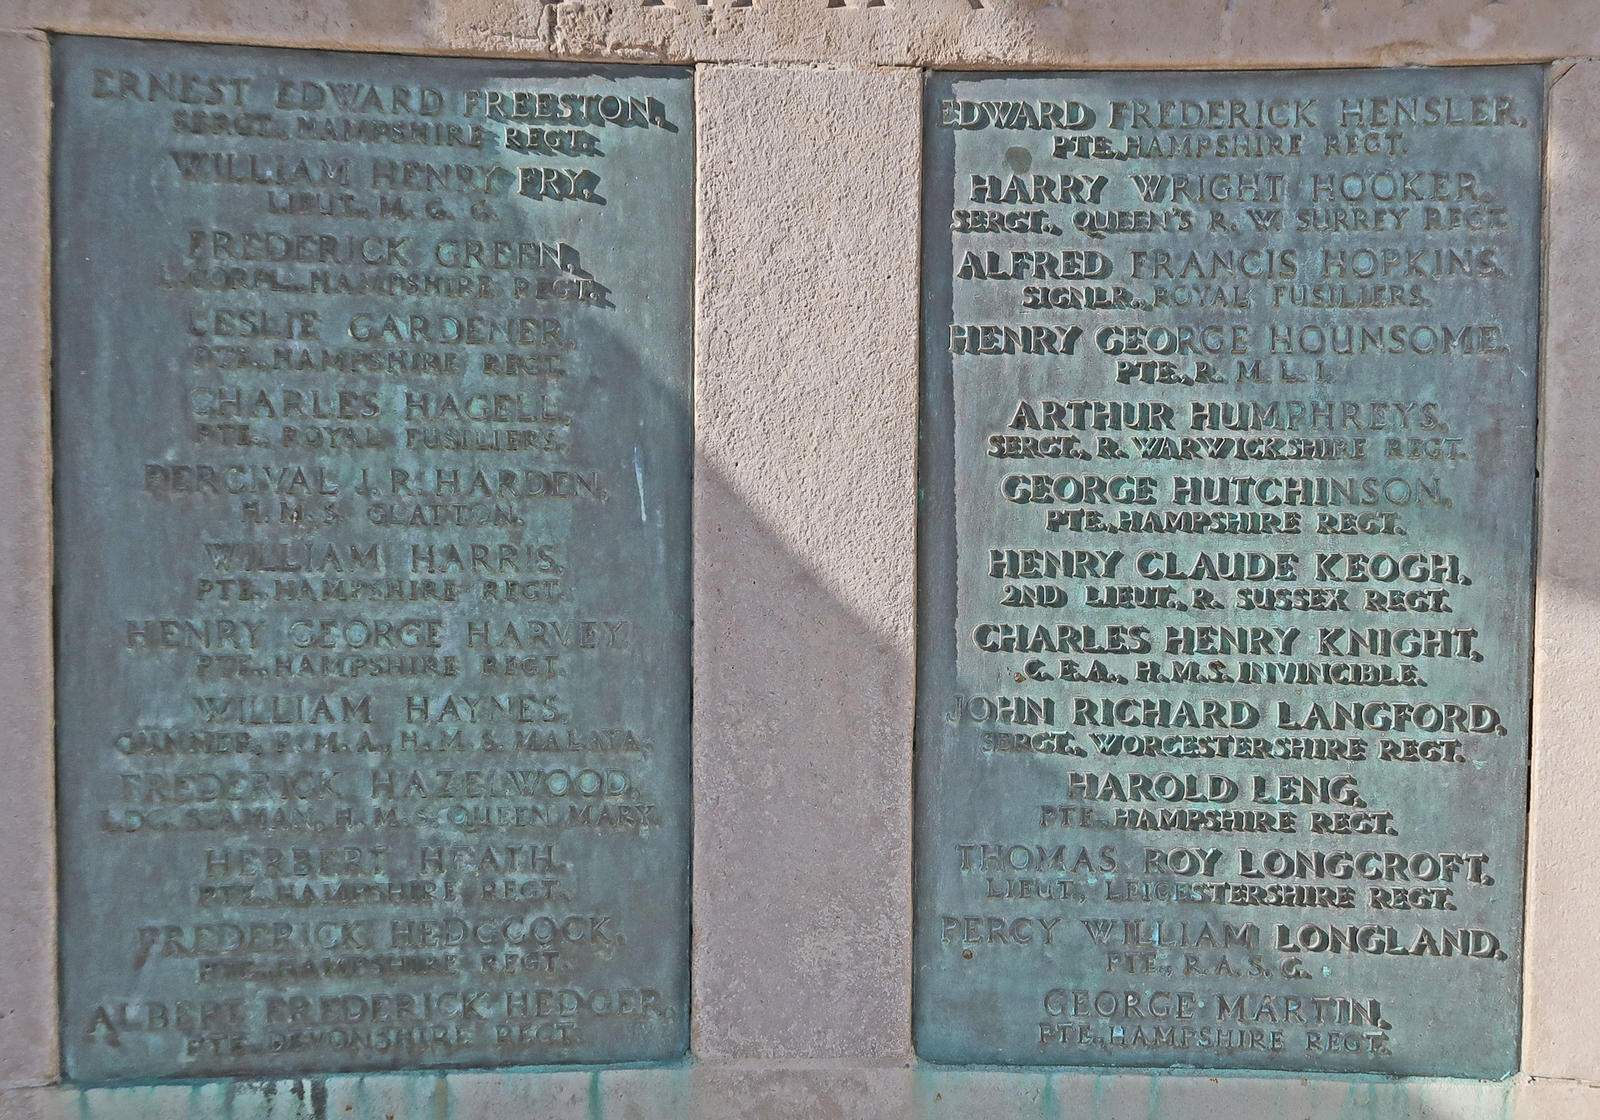 ERNEST EDWARD FREESTON,
SERGT., HAMPSHIRE REGT.
WILLIAM HENRY FRY,
LIEUT., M. G. C.
FREDERICK GREEN,
L. CORPL., HAMPSHIRE REGT.
LESLIE GARDENER,
PTE., HAMPSHIRE REGT.
CHARLES HAGELL,
PTE., ROYAL FUSILIERS.
PERCIVAL J. R. HARDEN,
H. M. S. GLATTON.
WILLIAM HARRIS,
PTE., HAMPSHIRE REGT.
HENRY GEORGE HARVEY,
PTE., HAMPSHIRE REGT.
WILLIAM HAYNES,
GUNNER, R. M. A., H. M. S. MALAYA.
FREDERICK HAZELWOOD,
LDG. SEAMAN, H. M. S. QUEEN MARY.
HERBERT HEATH,
PTE., HAMPSHIRE REGT.
FREDERICK HEDGCOCK,
PTE., HAMPSHIRE REGT.
ALBERT FREDERICK HEDGER,
PTE., DEVONSHIRE REGT.
EDWARD FREDERICK HENSLER,
PTE., HAMPSHIRE REGT.
HARRY WRIGHT HOOKER,
SERGT., QUEEN'S R. W. SURREY REGT.
ALFRED FRANCIS HOPKINS,
SIGNLR., ROYAL FUSILIERS.
HENRY GEORGE HOUNSOME,
PTE., R. M. L. I.
ARTHUR HUMPHREYS,
SERGT., R. WARWICKSHIRE REGT.
GEORGE HUTCHINSON,
PTE., HAMPSHIRE REGT.
HENRY CLAUDE KEOGH,
2ND LIEUT., R. SUSSEX REGT.
CHARLES HENRY KNIGHT,
C. E. A., H. M. S. INVINCIBLE.
JOHN RICHARD LANGFORD,
SERGT., WORCESTERSHIRE REGT.
HAROLD LENG,
PTE., HAMPSHIRE REGT.
THOMAS ROY LONGCROFT,
LIEUT., LEICESTERSHIRE REGT.
PERCY WILLIAM LONGLAND,
PTE., R. A. S. C.
GEORGE MARTIN,
PTE., HAMPSHIRE REGT.